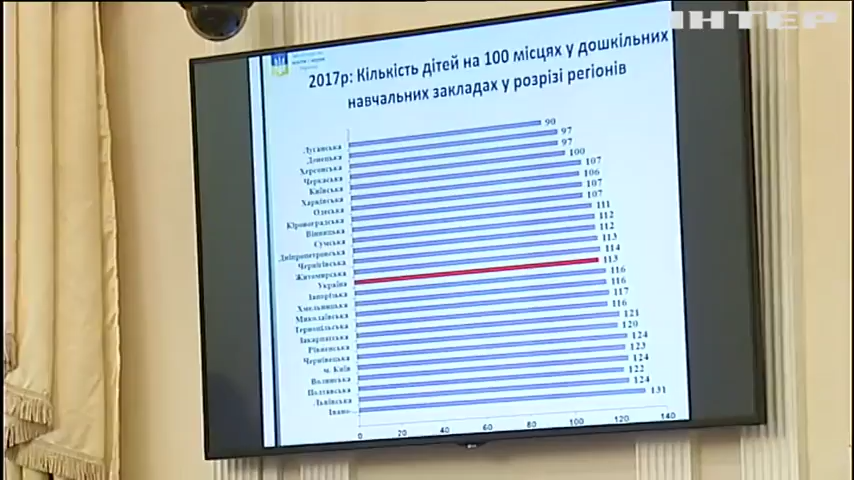 ІНТЕР
2017р: Кількість дітей на 100 місцях у дошкільних
навчальних закладах у розрізі регіонів
Луганська 90
Донецька 97
Херсонська 97
Черкаська 100
Київська 107
Харківська 106
Одеська 107
Кіровоградська 107
Вінницька 111
Сумська 112
Дніпропетровська 112
Чернігівська 113
Житомирська 114
Україна 113
Запорізька 116
Хмельницька 116
Миколаївська 117
Тернопільська 116
Закарпатська 121
Рівненська 120
Чернівецька 124
м. Київ 123
Волинська 124
Полтавська 122
Львівська 124
Івано... 131
0 20 40 60 80 100 120 140